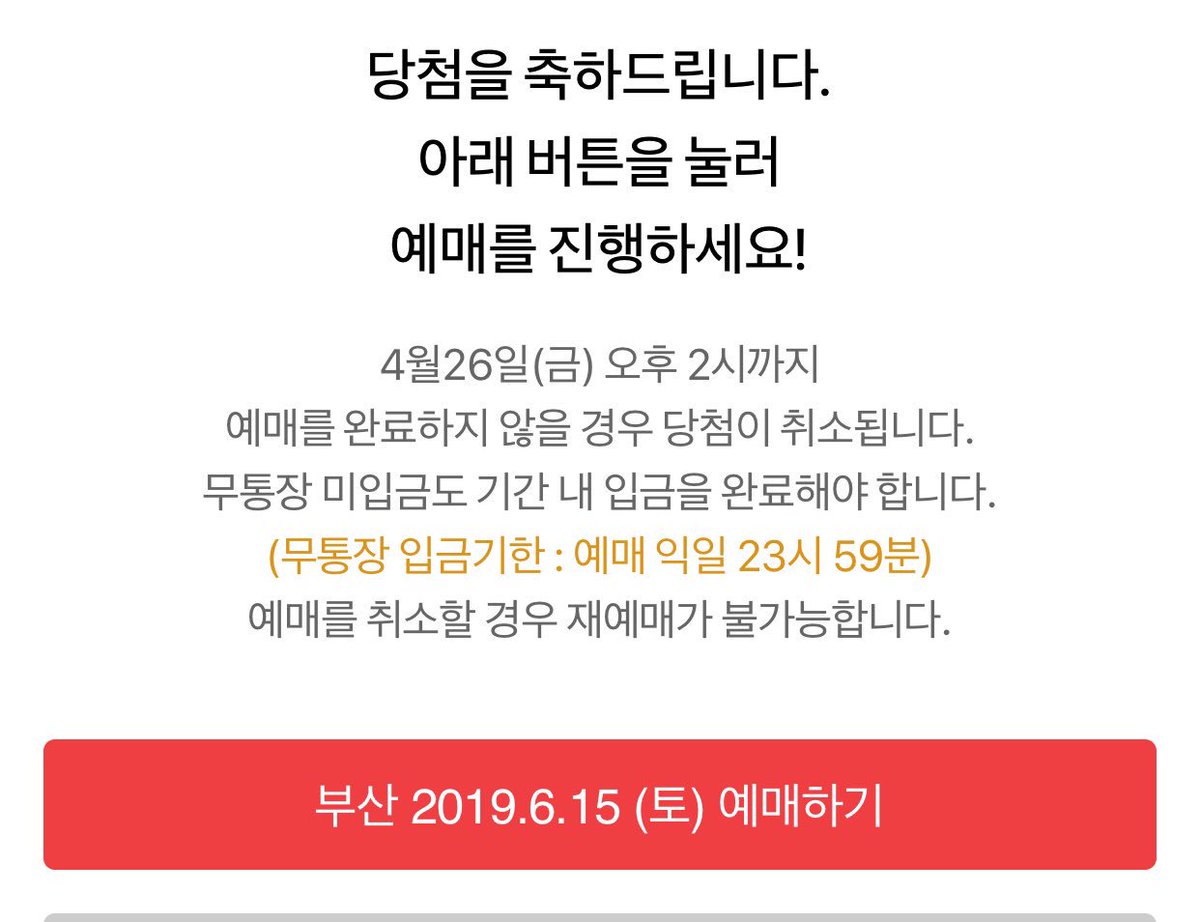 당첨을 축하드립니다.
아래 버튼을 눌러
예매를 진행하세요!
4월26일(금) 오후 2시까지
예매를 완료하지 않을 경우 당첨이 취소됩니다.
무통장 미입금도 기간 내 입금을 완료해야 합니다.
(무통장 입금기한 : 예매 익일 23시 59분)
예매를 취소할 경우 재예매가 불가능합니다.
부산 2019.6.15 (토) 예매하기